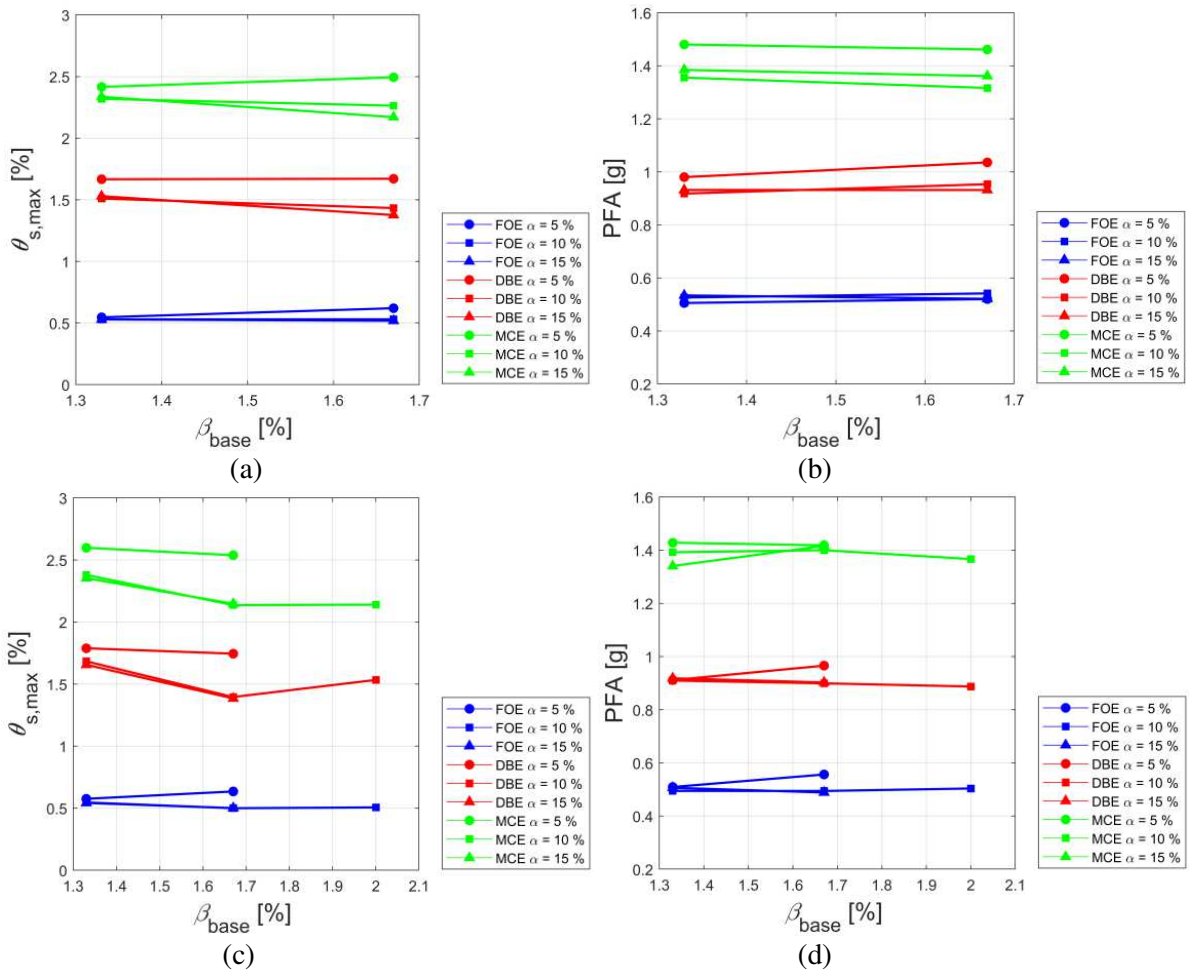 3
2.5
2
1.5
1
0.5
0
θs,max [%]
1.3
1.4
1.5
1.6
1.7
βbase [%]
FOE α = 5 %
FOE α = 10 %
FOE α = 15 %
DBE α = 5 %
DBE α = 10 %
DBE α = 15 %
MCE α = 5 %
MCE α = 10 %
MCE α = 15 %
(a)
1.6
1.4
1.2
1
0.8
0.6
0.4
0.2
PFA [g]
1.3
1.4
1.5
1.6
1.7
βbase [%]
FOE α = 5 %
FOE α = 10 %
FOE α = 15 %
DBE α = 5 %
DBE α = 10 %
DBE α = 15 %
MCE α = 5 %
MCE α = 10 %
MCE α = 15 %
(b)
3
2.5
2
1.5
1
0.5
0
θs,max [%]
1.3
1.4
1.5
1.6
1.7
1.8
1.9
2
2.1
βbase [%]
FOE α = 5 %
FOE α = 10 %
FOE α = 15 %
DBE α = 5 %
DBE α = 10 %
DBE α = 15 %
MCE α = 5 %
MCE α = 10 %
MCE α = 15 %
(c)
1.6
1.4
1.2
1
0.8
0.6
0.4
0.2
PFA [g]
1.3
1.4
1.5
1.6
1.7
1.8
1.9
2
2.1
βbase [%]
FOE α = 5 %
FOE α = 10 %
FOE α = 15 %
DBE α = 5 %
DBE α = 10 %
DBE α = 15 %
MCE α = 5 %
MCE α = 10 %
MCE α = 15 %
(d)